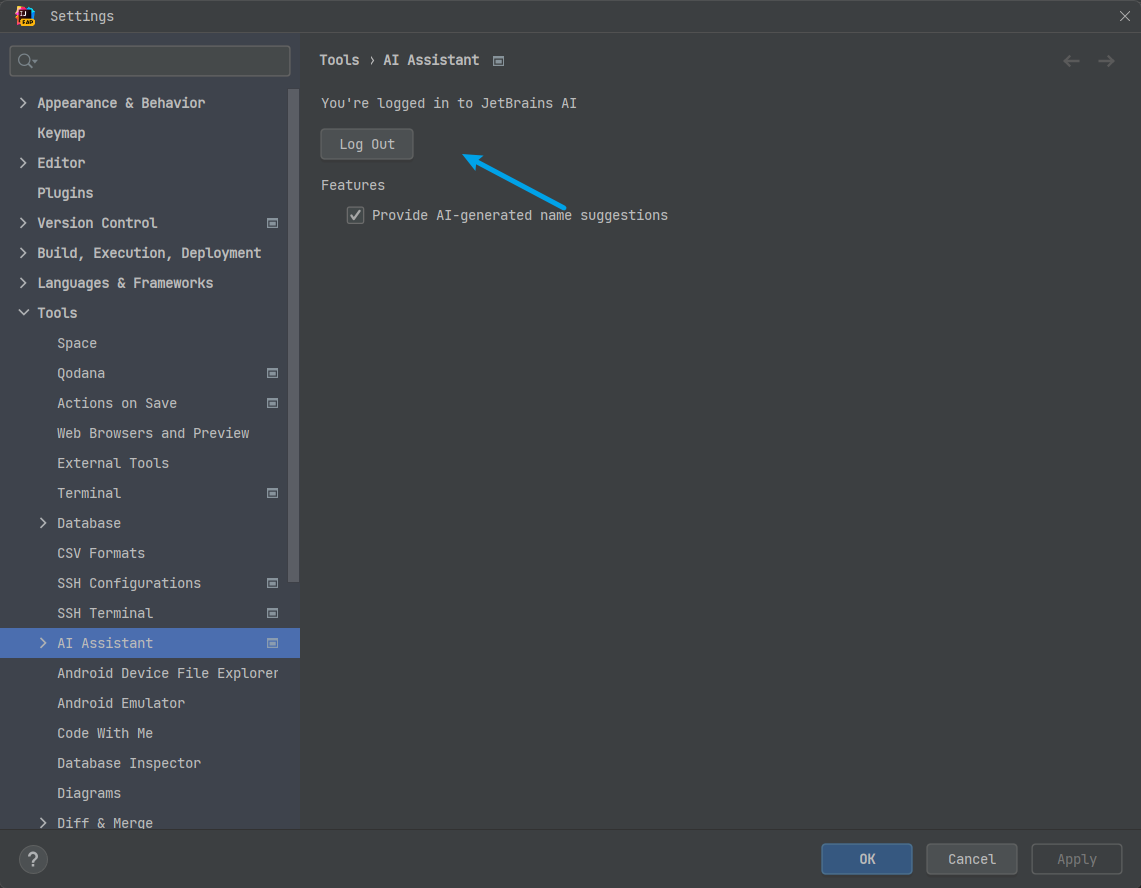 Settings
Tools › AI Assistant
You're logged in to JetBrains AI
Log Out
Features
Provide AI-generated name suggestions
Appearance & Behavior
Keymap
Editor
Plugins
Version Control
Build, Execution, Deployment
Languages & Frameworks
Tools
Space
Qodana
Actions on Save
Web Browsers and Preview
External Tools
Terminal
Database
CSV Formats
SSH Configurations
SSH Terminal
AI Assistant
Android Device File Explorer
Android Emulator
Code With Me
Database Inspector
Diagrams
Diff & Merge
?
OK
Cancel
Apply